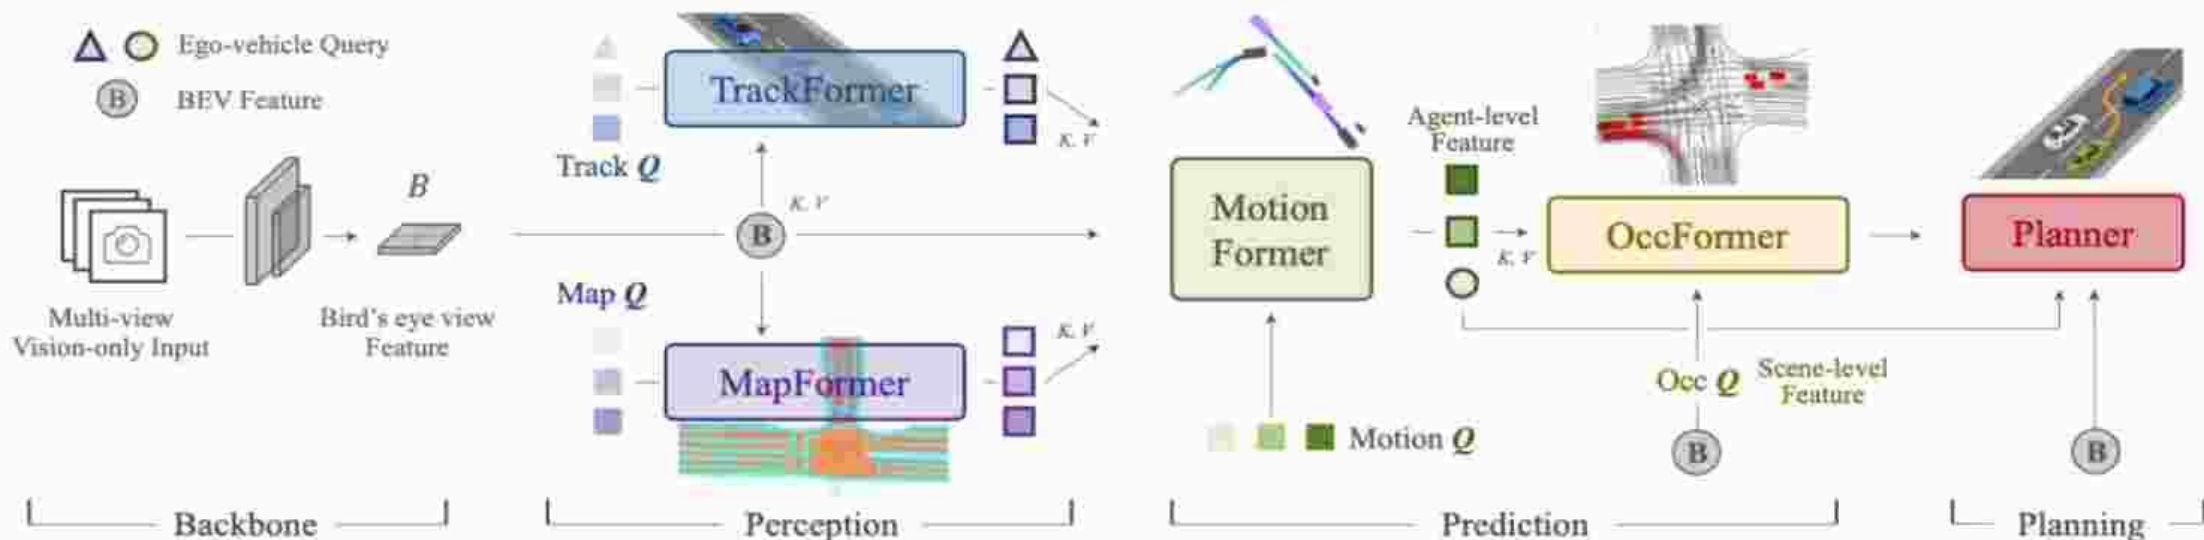 Ego-vehicle Query
B
BEV Feature
Multi-view
Vision-only Input
B
Bird's eye view
Feature
TrackFormer
Track Q
K, V
K, V
B
Map Q
MapFormer
K, V
Motion
Former
Motion Q
Agent-level
Feature
K, V
OccFormer
Occ Q
Scene-level
Feature
B
Planner
B
Backbone
Perception
Prediction
Planning